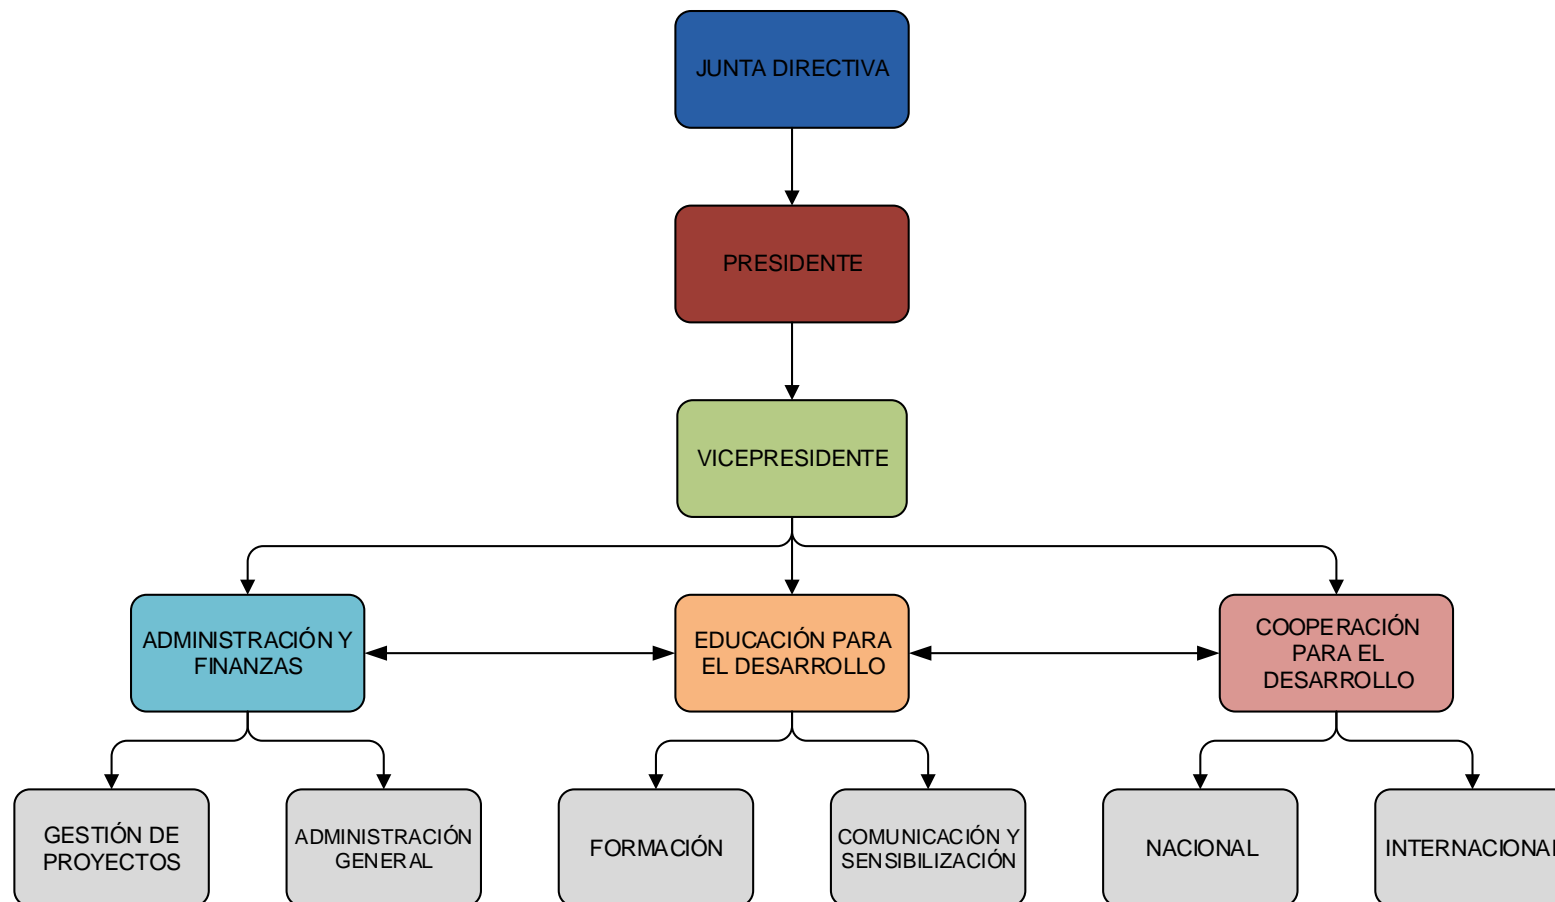 JUNTA DIRECTIVA
PRESIDENTE
VICEPRESIDENTE
ADMINISTRACIÓN Y
FINANZAS
EDUCACIÓN PARA
EL DESARROLLO
COOPERACIÓN
PARA EL
DESARROLLO
GESTIÓN DE
PROYECTOS
ADMINISTRACIÓN
GENERAL
FORMACIÓN
COMUNICACIÓN Y
SENSIBILIZACIÓN
NACIONAL
INTERNACIONAL